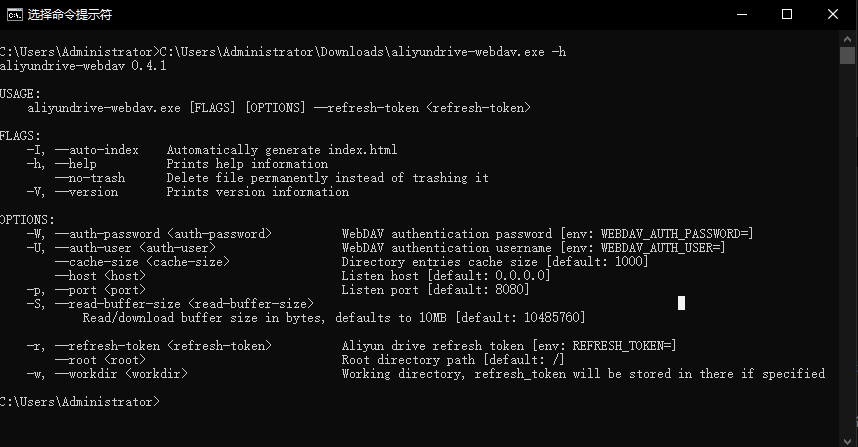 选择命令提示符
C:\Users\Administrator>C:\Users\Administrator\Downloads\aliyundrive-webdav.exe -h
aliyundrive-webdav 0.4.1
USAGE:
    aliyundrive-webdav.exe [FLAGS] [OPTIONS] --refresh-token <refresh-token>
FLAGS:
    -I, --auto-index    Automatically generate index.html
    -h, --help          Prints help information
        --no-trash      Delete file permanently instead of trashing it
    -V, --version       Prints version information
OPTIONS:
    -W, --auth-password <auth-password>          WebDAV authentication password [env: WEBDAV_AUTH_PASSWORD=]
    -U, --auth-user <auth-user>                  WebDAV authentication username [env: WEBDAV_AUTH_USER=]
        --cache-size <cache-size>                Directory entries cache size [default: 1000]
        --host <host>                            Listen host [default: 0.0.0.0]
    -p, --port <port>                            Listen port [default: 8080]
    -S, --read-buffer-size <read-buffer-size>
            Read/download buffer size in bytes, defaults to 10MB [default: 10485760]
    -r, --refresh-token <refresh-token>          Aliyun drive refresh token [env: REFRESH_TOKEN=]
        --root <root>                            Root directory path [default: /]
    -w, --workdir <workdir>                      Working directory, refresh_token will be stored in there if specified
C:\Users\Administrator>